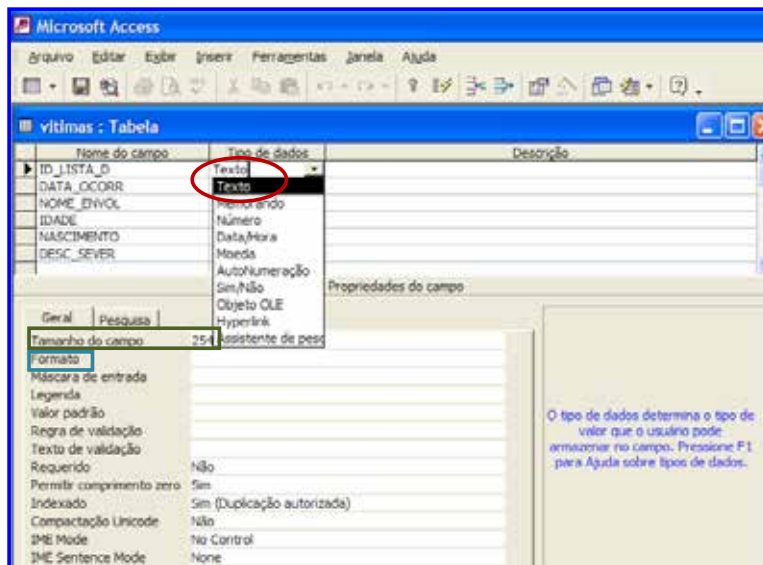 Microsoft Access
Arquivo Editar Exibir Inserir Ferramentas Janela Ajuda
vitimas : Tabela
Nome do campo Tipo de dados Descrição
ID_LISTA_D Texto
DATA_OCORR Texto
NOME_ENVOL Memorando
IDADE Número
NASCIMENTO Data/Hora
DESC_SEVER Moeda
AutoNumeração
Sim/Não Propriedades do campo
Objeto OLE
Geral Pesquisa Hyperlink
Tamanho do campo 254 Assistente de pesq
Formato
Máscara de entrada
Legenda
Valor padrão
Regra de validação
Texto de validação
Requerido Não
Permitir comprimento zero Sim
Indexado Sim (Duplicação autorizada)
Compactação Unicode Não
IME Mode No Control
IME Sentence Mode None
O tipo de dados determina o tipo de
valor que o usuário pode
armazenar no campo. Pressione F1
para Ajuda sobre tipos de dados.